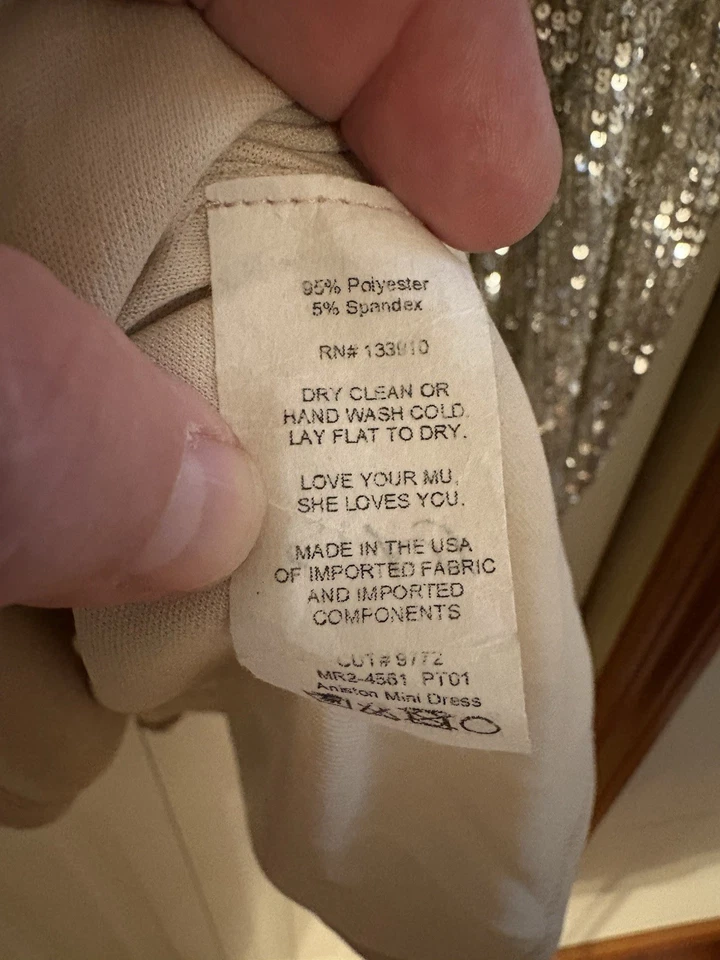 95% Polyester
5% Spandex
RN# 133910
DRY CLEAN OR
HAND WASH COLD.
LAY FLAT TO DRY.
LOVE YOUR MU,
SHE LOVES YOU.
MADE IN THE USA
OF IMPORTED FABRIC
AND IMPORTED
COMPONENTS
CUT# 9772
MR2-4561 PT01
Aniston Mini Dress